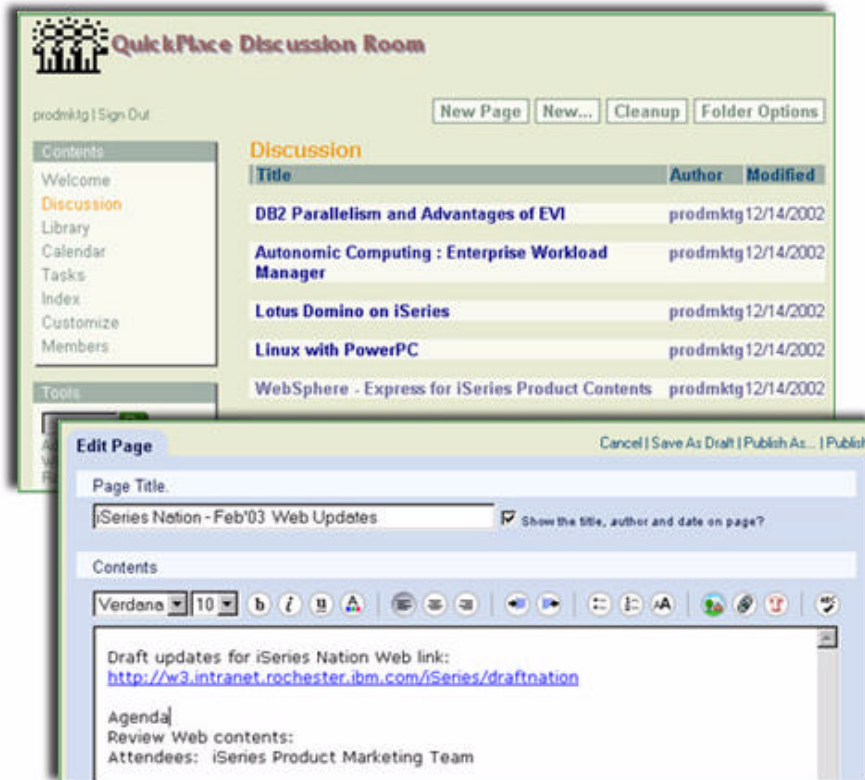 QuickPlace Discussion Room
prodmktg | Sign Out
New Page New... Cleanup Folder Options
Contents
Welcome
Discussion
Library
Calendar
Tasks
Index
Customize
Members
Tools
Discussion
Title Author Modified
DB2 Parallelism and Advantages of EVI prodmktg 12/14/2002
Autonomic Computing : Enterprise Workload
Manager prodmktg 12/14/2002
Lotus Domino on iSeries prodmktg 12/14/2002
Linux with PowerPC prodmktg 12/14/2002
WebSphere - Express for iSeries Product Contents prodmktg 12/14/2002
Edit Page
Cancel | Save As Draft | Publish As... | Publish
Page Title.
iSeries Nation - Feb'03 Web Updates
Show the title, author and date on page?
Contents
Verdana 10 b i u A
Draft updates for iSeries Nation Web link:
http://w3.intranet.rochester.ibm.com/iSeries/draftnation
Agenda
Review Web contents:
Attendees: iSeries Product Marketing Team